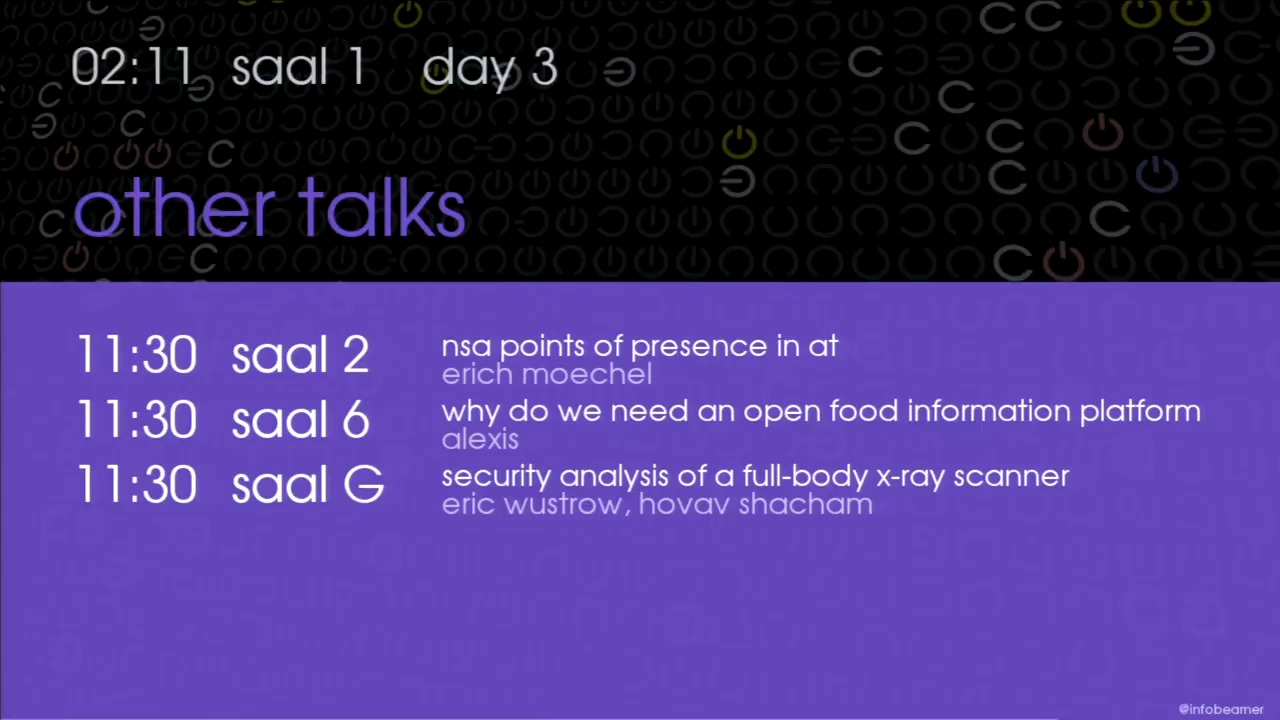 02:11 saal 1 day 3
other talks
11:30 saal 2 nsa points of presence in at
erich moechel
11:30 saal 6 why do we need an open food information platform
alexis
11:30 saal G security analysis of a full-body x-ray scanner
eric wustrow, hovav shacham
@infobeamer